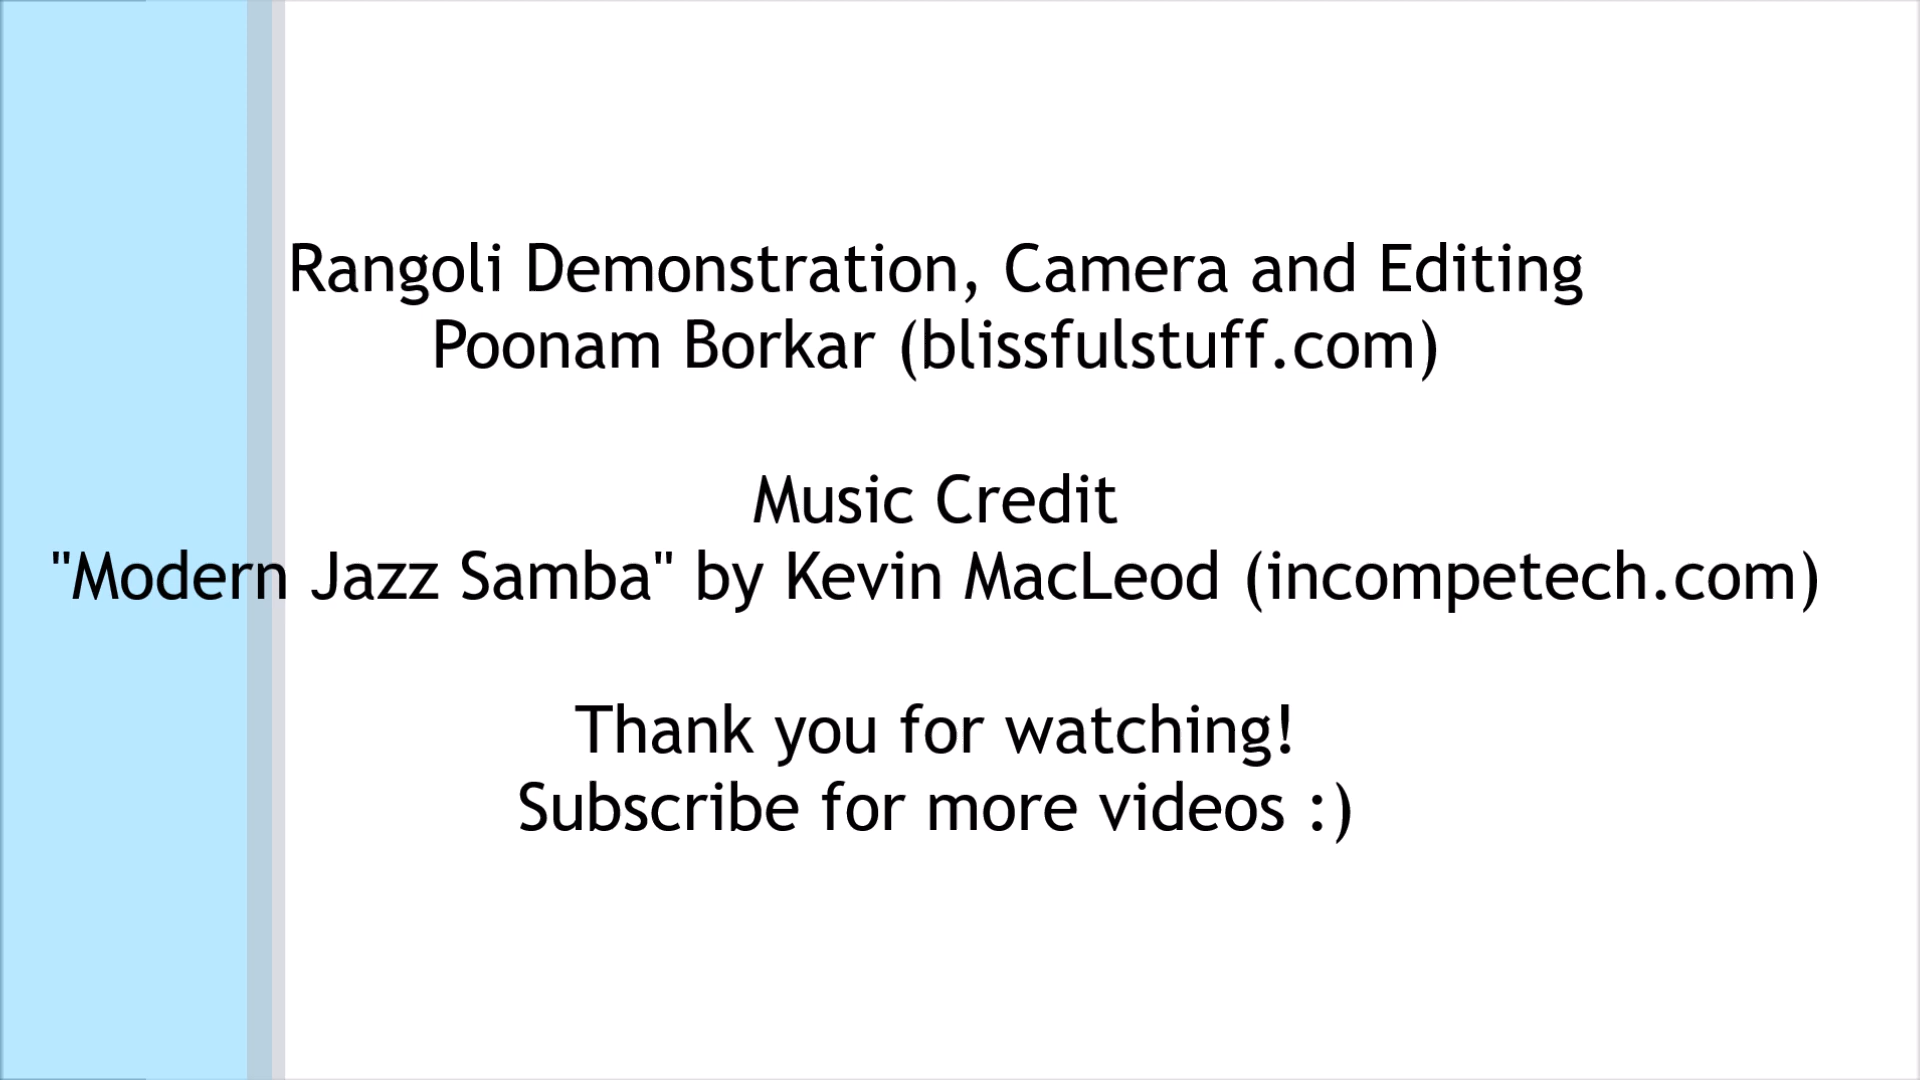 Rangoli Demonstration, Camera and Editing
Poonam Borkar (blissfulstuff.com)
Music Credit
"Modern Jazz Samba" by Kevin MacLeod (incompetech.com)
Thank you for watching!
Subscribe for more videos :)